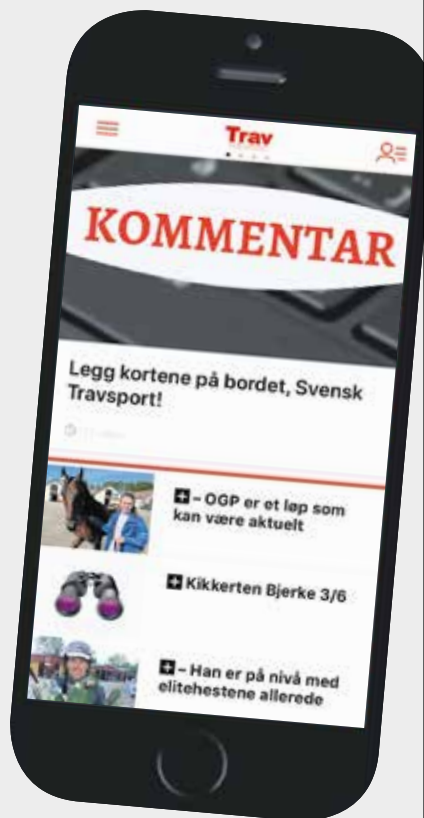 Trav
KOMMENTAR
Legg kortene på bordet, Svensk
Travsport!
+ – OGP er et løp som
kan være aktuelt
+ Kikkerten Bjerke 3/6
+ – Han er på nivå med
elitehestene allerede